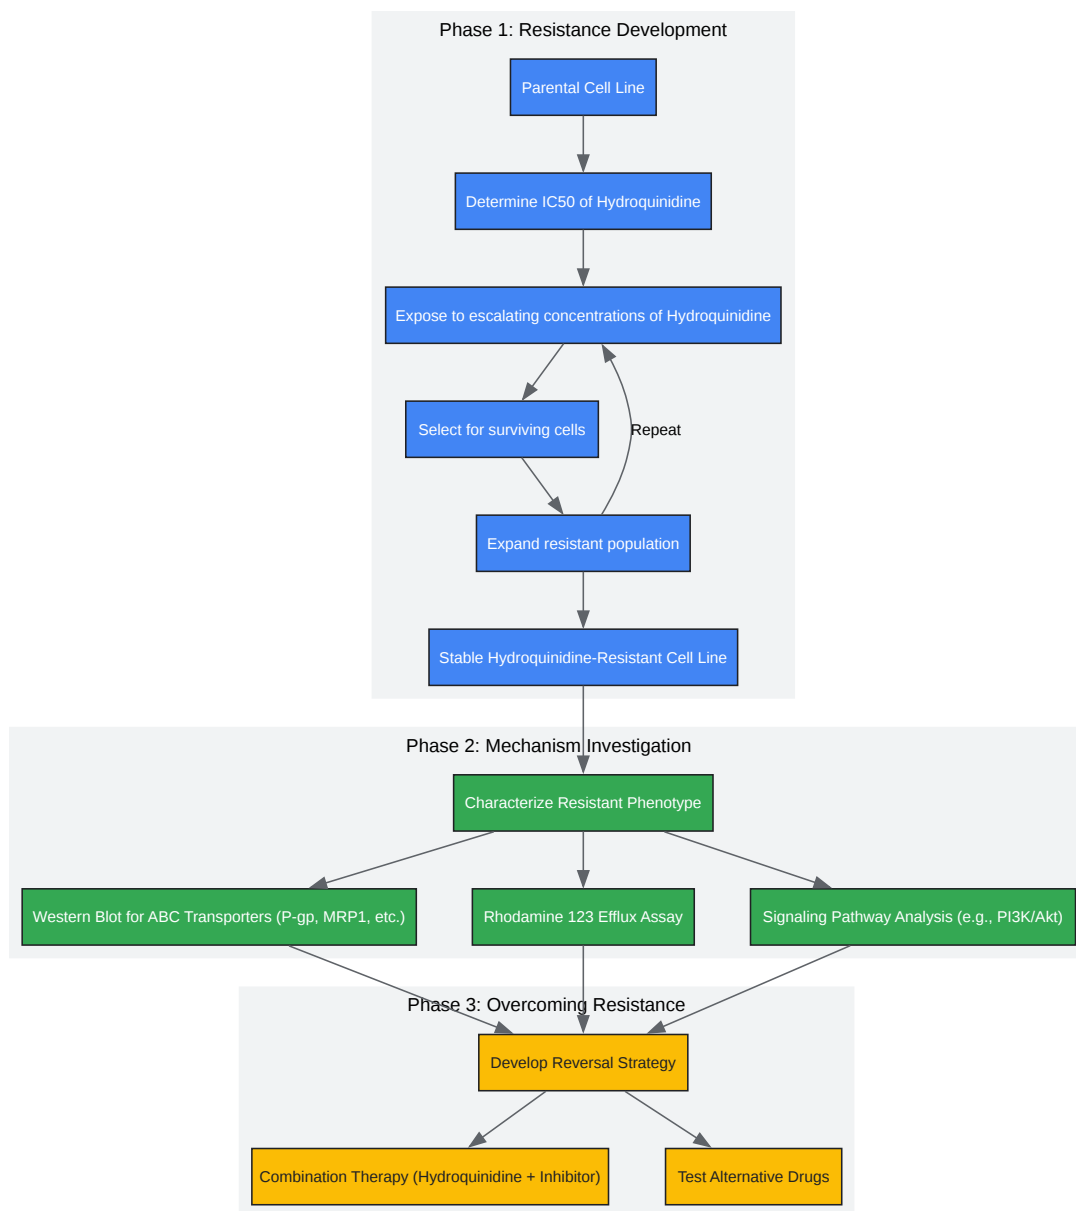 Phase 1: Resistance Development
Parental Cell Line
Determine IC50 of Hydroquinidine
Expose to escalating concentrations of Hydroquinidine
Select for surviving cells
Repeat
Expand resistant population
Stable Hydroquinidine-Resistant Cell Line
Phase 2: Mechanism Investigation
Characterize Resistant Phenotype
Western Blot for ABC Transporters (P-gp, MRP1, etc.)
Rhodamine 123 Efflux Assay
Signaling Pathway Analysis (e.g., PI3K/Akt)
Phase 3: Overcoming Resistance
Develop Reversal Strategy
Combination Therapy (Hydroquinidine + Inhibitor)
Test Alternative Drugs